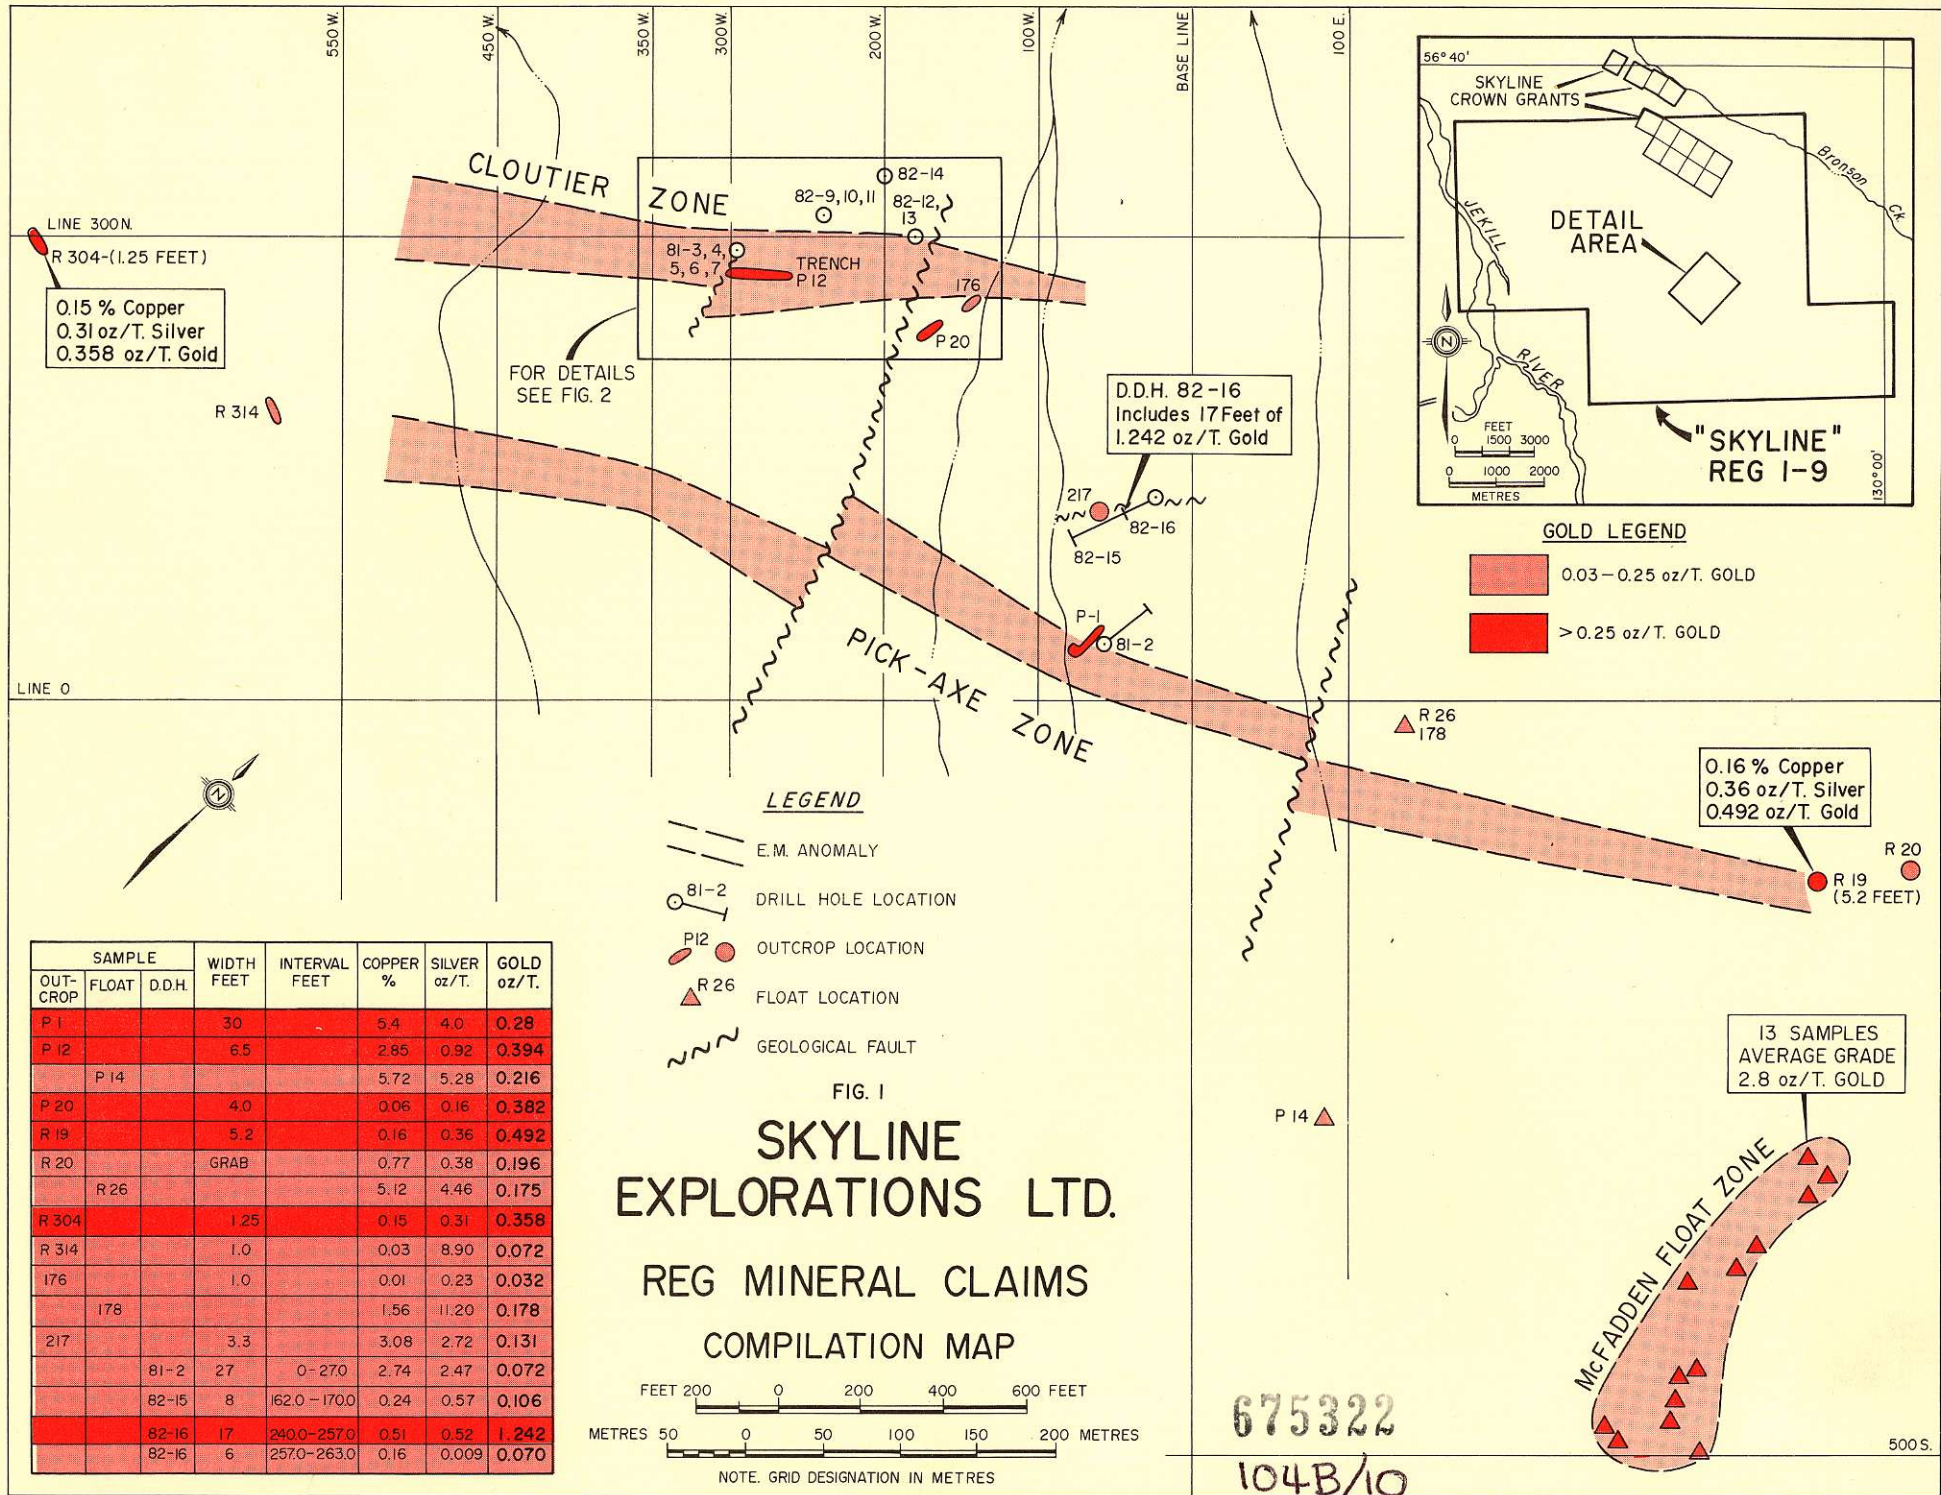 550 W.
450 W.
350 W.
300 W.
200 W.
100 W.
BASE LINE
100 E.
CLOUTIER ZONE
82-14
82-9, 10, 11
82-12,
13
LINE 300 N.
R 304-(1.25 FEET)
0.15 % Copper
0.31 oz/T. Silver
0.358 oz/T. Gold
81-3, 4,
5, 6, 7
TRENCH
P 12
176
P 20
FOR DETAILS
SEE FIG. 2
R 314
D.D.H. 82-16
Includes 17 Feet of
1.242 oz/T. Gold
217
82-16
82-15
P-1
81-2
PICK-AXE ZONE
LINE 0
R 26
178
0.16 % Copper
0.36 oz/T. Silver
0.492 oz/T. Gold
R 20
R 19
(5.2 FEET)
P 14
13 SAMPLES
AVERAGE GRADE
2.8 oz/T. GOLD
McFADDEN FLOAT ZONE
500 S.
56° 40'
SKYLINE
CROWN GRANTS
Bronson Ck.
JEKILL
RIVER
DETAIL
AREA
N
FEET
0 1500 3000
0 1000 2000
METRES
"SKYLINE"
REG 1-9
130° 00'
GOLD LEGEND
0.03-0.25 oz/T. GOLD
> 0.25 oz/T. GOLD
N
LEGEND
E.M. ANOMALY
81-2 DRILL HOLE LOCATION
P12 OUTCROP LOCATION
R 26 FLOAT LOCATION
GEOLOGICAL FAULT
SAMPLE WIDTH FEET INTERVAL FEET COPPER % SILVER oz/T. GOLD oz/T.
OUT-CROP FLOAT D.D.H.
P 1 30 5.4 4.0 0.28
P 12 6.5 2.85 0.92 0.394
P 14 5.72 5.28 0.216
P 20 4.0 0.06 0.16 0.382
R 19 5.2 0.16 0.36 0.492
R 20 GRAB 0.77 0.38 0.196
R 26 5.12 4.46 0.175
R 304 1.25 0.15 0.31 0.358
R 314 1.0 0.03 8.90 0.072
176 1.0 0.01 0.23 0.032
178 1.56 11.20 0.178
217 3.3 3.08 2.72 0.131
81-2 27 0-27.0 2.74 2.47 0.072
82-15 8 162.0-170.0 0.24 0.57 0.106
82-16 17 240.0-257.0 0.51 0.52 1.242
82-16 6 257.0-263.0 0.16 0.009 0.070
FIG. 1
SKYLINE
EXPLORATIONS LTD.
REG MINERAL CLAIMS
COMPILATION MAP
FEET 200 0 200 400 600 FEET
METRES 50 0 50 100 150 200 METRES
NOTE. GRID DESIGNATION IN METRES
675322
104B/10